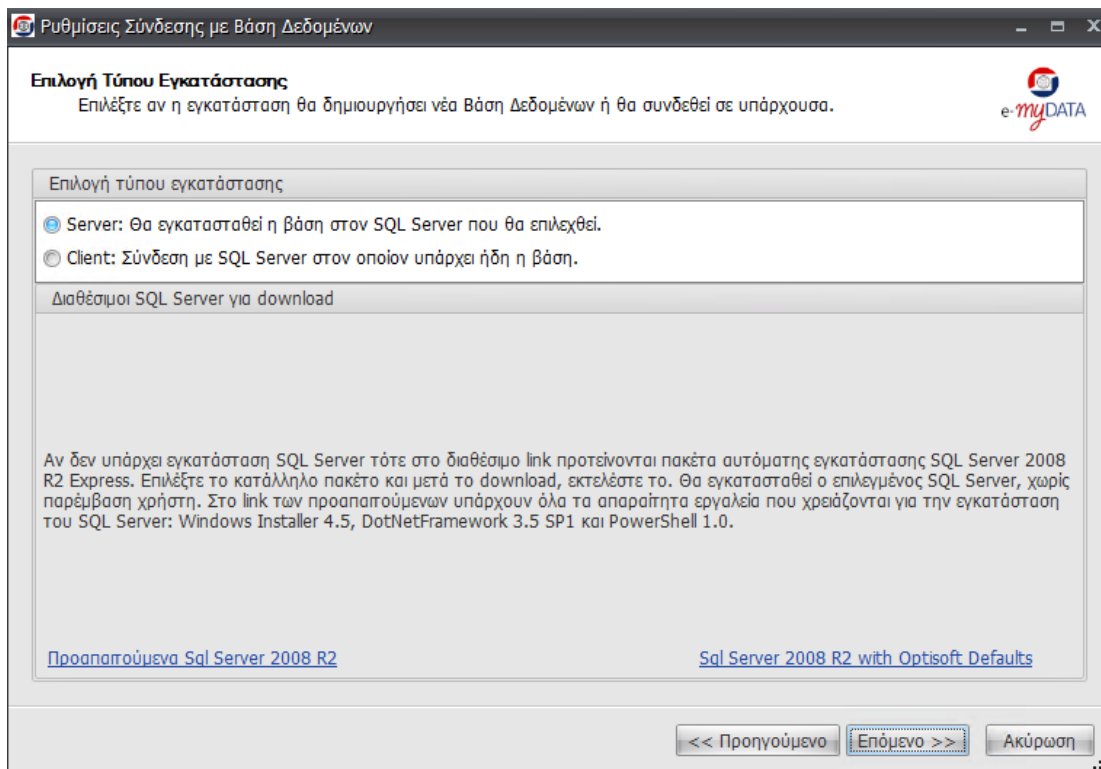 Ρυθμίσεις Σύνδεσης με Βάση Δεδομένων
Επιλογή Τύπου Εγκατάστασης
Επιλέξτε αν η εγκατάσταση θα δημιουργήσει νέα Βάση Δεδομένων ή θα συνδεθεί σε υπάρχουσα.
e-myDATA
Επιλογή τύπου εγκατάστασης
Server: Θα εγκατασταθεί η βάση στον SQL Server που θα επιλεχθεί.
Client: Σύνδεση με SQL Server στον οποίον υπάρχει ήδη η βάση.
Διαθέσιμοι SQL Server για download
Αν δεν υπάρχει εγκατάσταση SQL Server τότε στο διαθέσιμο link προτείνονται πακέτα αυτόματης εγκατάστασης SQL Server 2008
R2 Express. Επιλέξτε το κατάλληλο πακέτο και μετά το download, εκτελέστε το. Θα εγκατασταθεί ο επιλεγμένος SQL Server, χωρίς
παρέμβαση χρήστη. Στο link των προαπαιτούμενων υπάρχουν όλα τα απαραίτητα εργαλεία που χρειάζονται για την εγκατάσταση
του SQL Server: Windows Installer 4.5, DotNetFramework 3.5 SP1 και PowerShell 1.0.
Προαπαιτούμενα Sql Server 2008 R2
Sql Server 2008 R2 with Optisoft Defaults
<< Προηγούμενο
Επόμενο >>
Ακύρωση